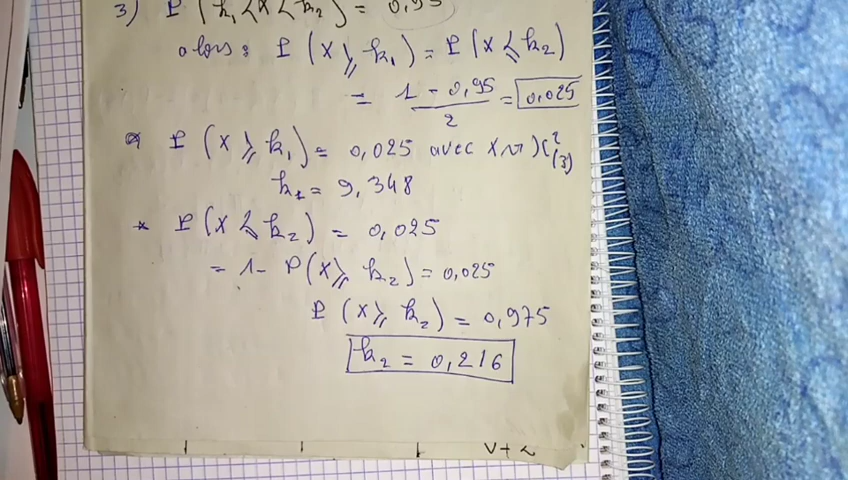 3) P(k₁<X<k₂) = 0,95
alors: P(X ⩾ k₁) = P(X ⩽ k₂)
= (1 - 0,95)/2 = 0,025
* P(X ⩾ k₁) = 0,025 avec X ~ χ²(3)
k₁ = 9,348
* P(X ⩽ k₂) = 0,025
= 1 - P(X ⩾ k₂) = 0,025
P(X ⩾ k₂) = 0,975
k₂ = 0,216